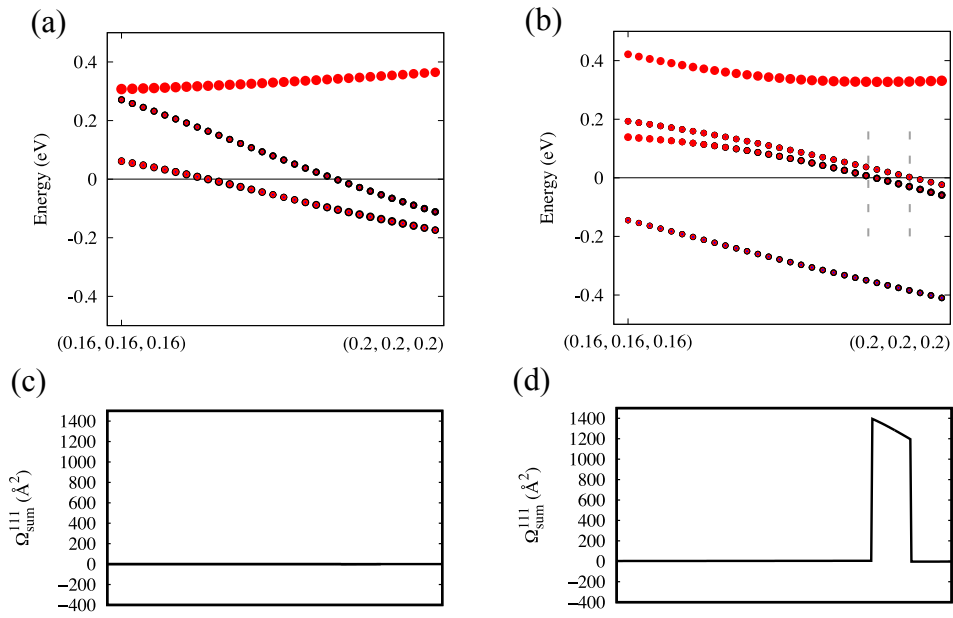 (a)
Energy (eV)
0.4
0.2
0
-0.2
-0.4
(0.16, 0.16, 0.16)
(0.2, 0.2, 0.2)
(b)
Energy (eV)
0.4
0.2
0
-0.2
-0.4
(0.16, 0.16, 0.16)
(0.2, 0.2, 0.2)
(c)
Ω¹¹¹sum (Å²)
1400
1200
1000
800
600
400
200
0
−200
−400
(d)
Ω¹¹¹sum (Å²)
1400
1200
1000
800
600
400
200
0
−200
−400